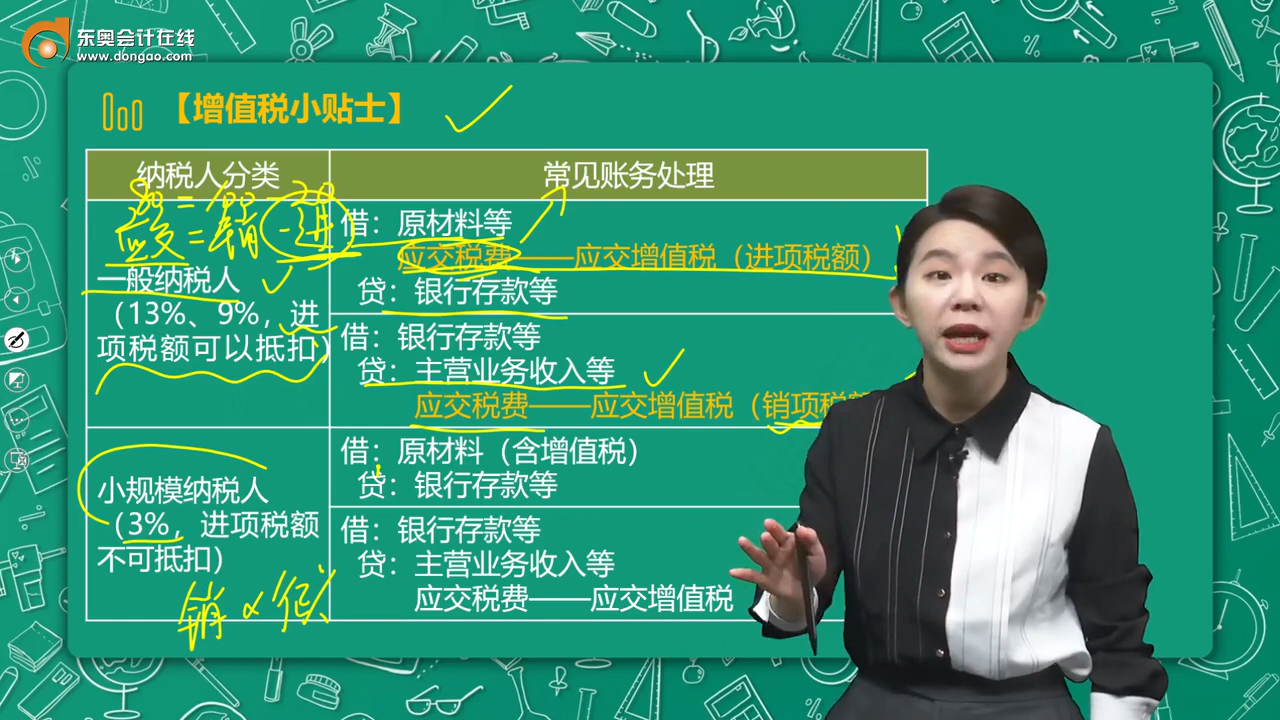 东奥会计在线
www.dongao.com
【增值税小贴士】
纳税人分类
常见账务处理
80 = 100 - 20
应交 = 销 - 进
一般纳税人
（13%、9%，进
项税额可以抵扣）
借：原材料等
应交税费——应交增值税（进项税额）
贷：银行存款等
借：银行存款等
贷：主营业务收入等
应交税费——应交增值税（销项税额
小规模纳税人
（3%，进项税额
不可抵扣）
销
借：原材料（含增值税）
贷：银行存款等
借：银行存款等
贷：主营业务收入等
应交税费——应交增值税